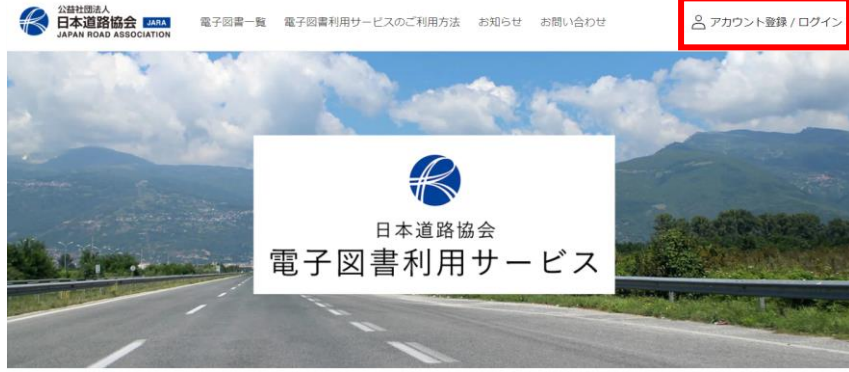 公益社団法人
日本道路協会 JARA
JAPAN ROAD ASSOCIATION
電子図書一覧 電子図書利用サービスのご利用方法 お知らせ お問い合わせ
アカウント登録 / ログイン
日本道路協会
電子図書利用サービス